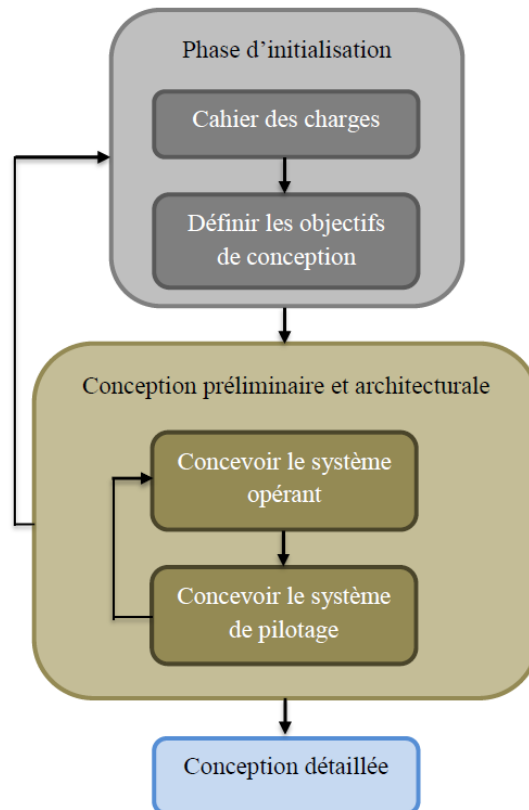 Phase d’initialisation
Cahier des charges
Définir les objectifs
de conception
Conception préliminaire et architecturale
Concevoir le système
opérant
Concevoir le système
de pilotage
Conception détaillée